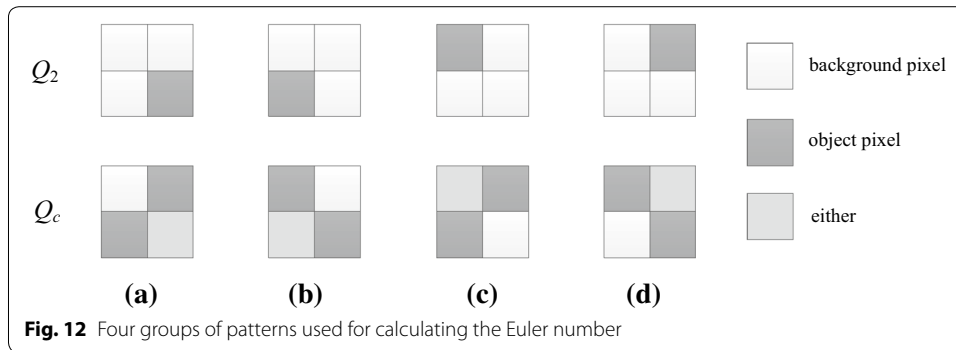 Q2
background pixel
object pixel
Qc
either
(a) (b) (c) (d)
Fig. 12 Four groups of patterns used for calculating the Euler number